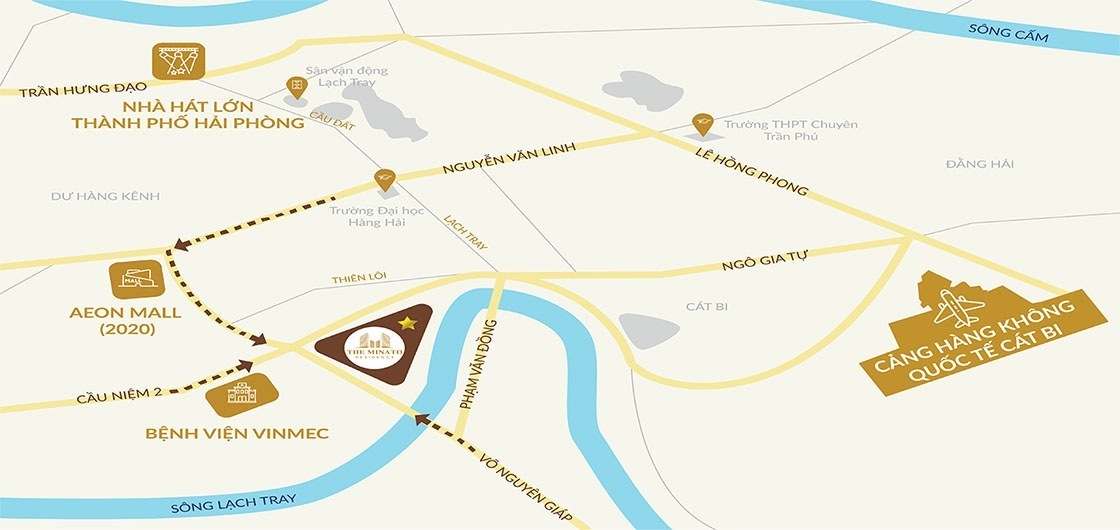 SÔNG CẤM
Sân vận động
Lạch Tray
TRẦN HƯNG ĐẠO
NHÀ HÁT LỚN
THÀNH PHỐ HẢI PHÒNG
CẦU ĐẤT
Trường THPT Chuyên
Trần Phú
NGUYỄN VĂN LINH
LÊ HỒNG PHONG
ĐẰNG HẢI
DƯ HÀNG KÊNH
Trường Đại học
Hàng Hải
LẠCH TRAY
NGÔ GIA TỰ
THIÊN LÔI
MALL
AEON MALL
(2020)
CÁT BI
CẢNG HÀNG KHÔNG
QUỐC TẾ CÁT BI
THE MINATO
RESIDENCE
PHẠM VĂN ĐỒNG
CẦU NIỆM 2
BỆNH VIỆN VINMEC
VÕ NGUYÊN GIÁP
SÔNG LẠCH TRAY